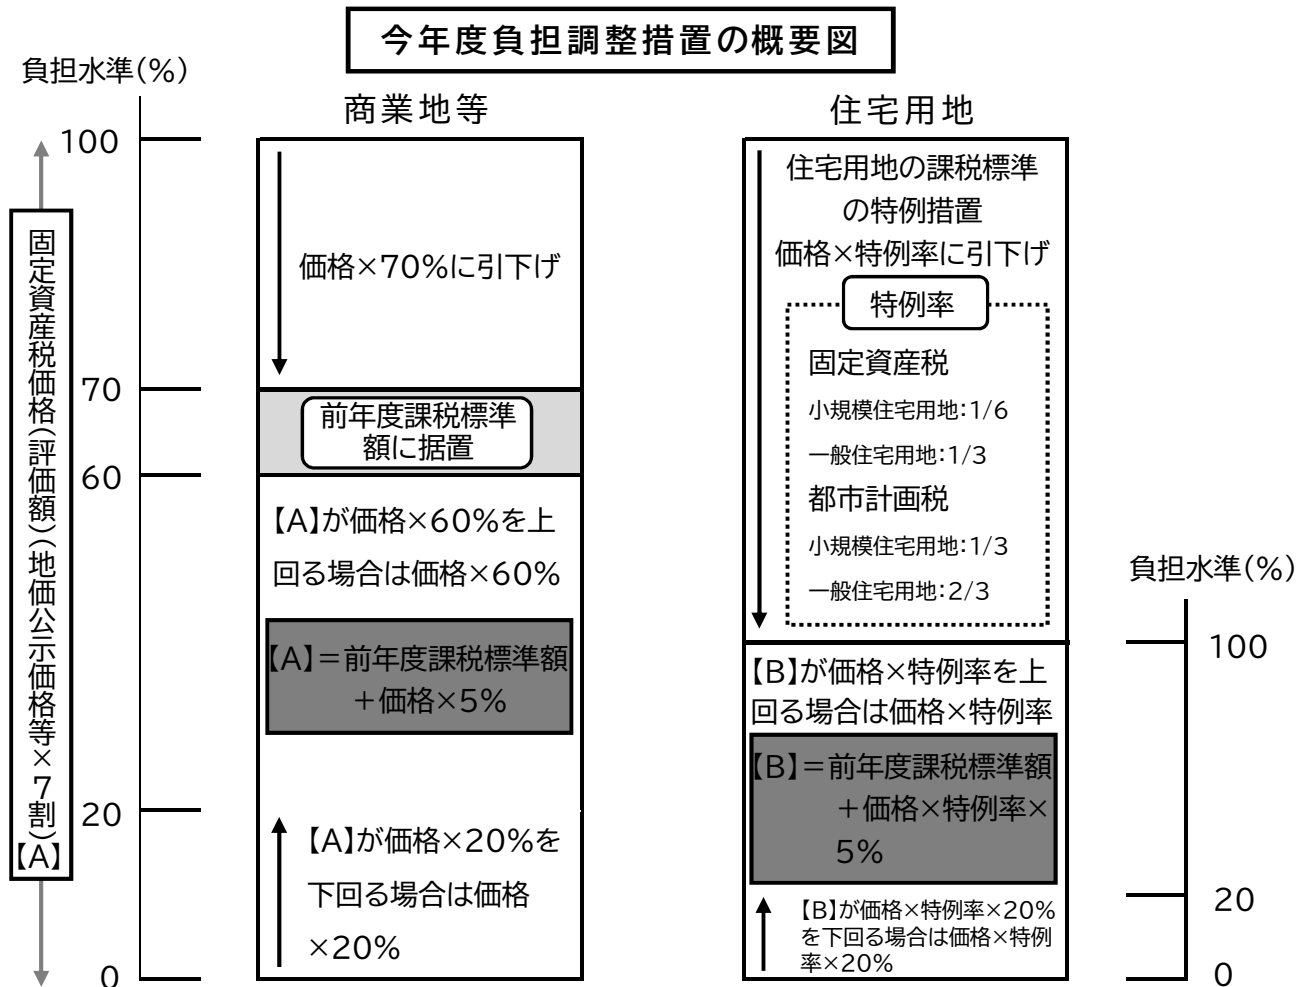 今年度負担調整措置の概要図
負担水準(%)
100
70
60
20
0
固定資産税価格(評価額)(地価公示価格等×7割)【A】
商業地等
価格×70%に引下げ
前年度課税標準
額に据置
【A】が価格×60%を上
回る場合は価格×60%
【A】=前年度課税標準額
+価格×5%
【A】が価格×20%を
下回る場合は価格
×20%
住宅用地
住宅用地の課税標準
の特例措置
価格×特例率に引下げ
特例率
固定資産税
小規模住宅用地:1/6
一般住宅用地:1/3
都市計画税
小規模住宅用地:1/3
一般住宅用地:2/3
【B】が価格×特例率を上
回る場合は価格×特例率
【B】=前年度課税標準額
+価格×特例率×
5%
【B】が価格×特例率×20%
を下回る場合は価格×特例
率×20%
負担水準(%)
100
20
0